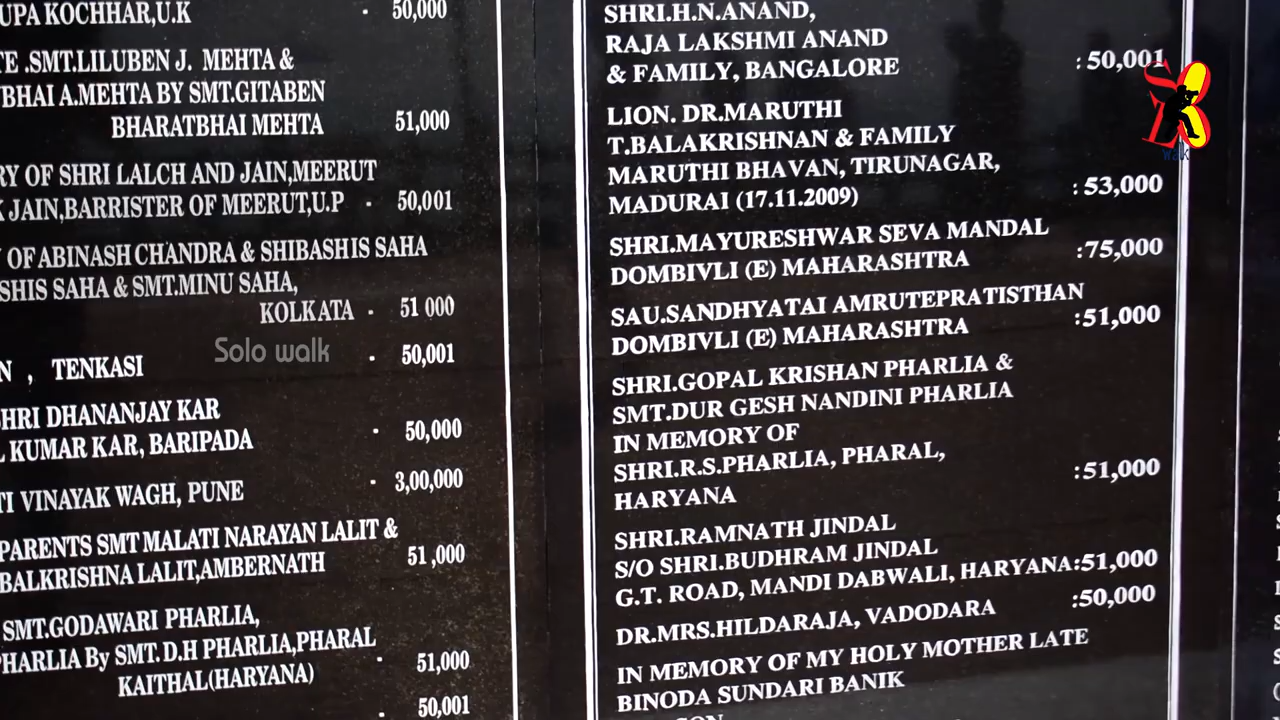 UPA KOCHHAR,U.K - 50,000
TE .SMT.LILUBEN J. MEHTA &
BHAI A.MEHTA BY SMT.GITABEN
BHARATBHAI MEHTA 51,000
RY OF SHRI LALCH AND JAIN,MEERUT
K JAIN,BARRISTER OF MEERUT,U.P - 50,001
OF ABINASH CHANDRA & SHIBASHIS SAHA
SHIS SAHA & SMT.MINU SAHA,
KOLKATA - 51 000
N , TENKASI - 50,001
SHRI DHANANJAY KAR
L KUMAR KAR, BARIPADA - 50,000
TI VINAYAK WAGH, PUNE - 3,00,000
PARENTS SMT MALATI NARAYAN LALIT &
BALKRISHNA LALIT,AMBERNATH 51,000
SMT.GODAWARI PHARLIA,
PHARLIA By SMT.D.H PHARLIA,PHARAL
KAITHAL(HARYANA) - 51,000
- 50,001
SHRI.H.N.ANAND,
RAJA LAKSHMI ANAND
& FAMILY, BANGALORE : 50,001
LION. DR.MARUTHI
T.BALAKRISHNAN & FAMILY
MARUTHI BHAVAN, TIRUNAGAR,
MADURAI (17.11.2009) : 53,000
SHRI.MAYURESHWAR SEVA MANDAL
DOMBIVLI (E) MAHARASHTRA :75,000
SAU.SANDHYATAI AMRUTEPRATISTHAN
DOMBIVLI (E) MAHARASHTRA :51,000
SHRI.GOPAL KRISHAN PHARLIA &
SMT.DUR GESH NANDINI PHARLIA
IN MEMORY OF
SHRI.R.S.PHARLIA, PHARAL,
HARYANA :51,000
SHRI.RAMNATH JINDAL
S/O SHRI.BUDHRAM JINDAL
G.T. ROAD, MANDI DABWALI, HARYANA:51,000
DR.MRS.HILDARAJA, VADODARA :50,000
IN MEMORY OF MY HOLY MOTHER LATE
BINODA SUNDARI BANIK
Solo walk
walk